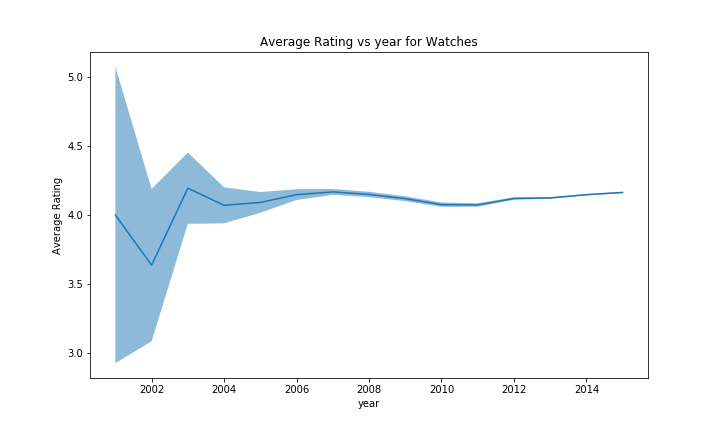 Average Rating vs year for Watches
5.0
4.5
4.0
3.5
3.0
Average Rating
2002 2004 2006 2008 2010 2012 2014
year